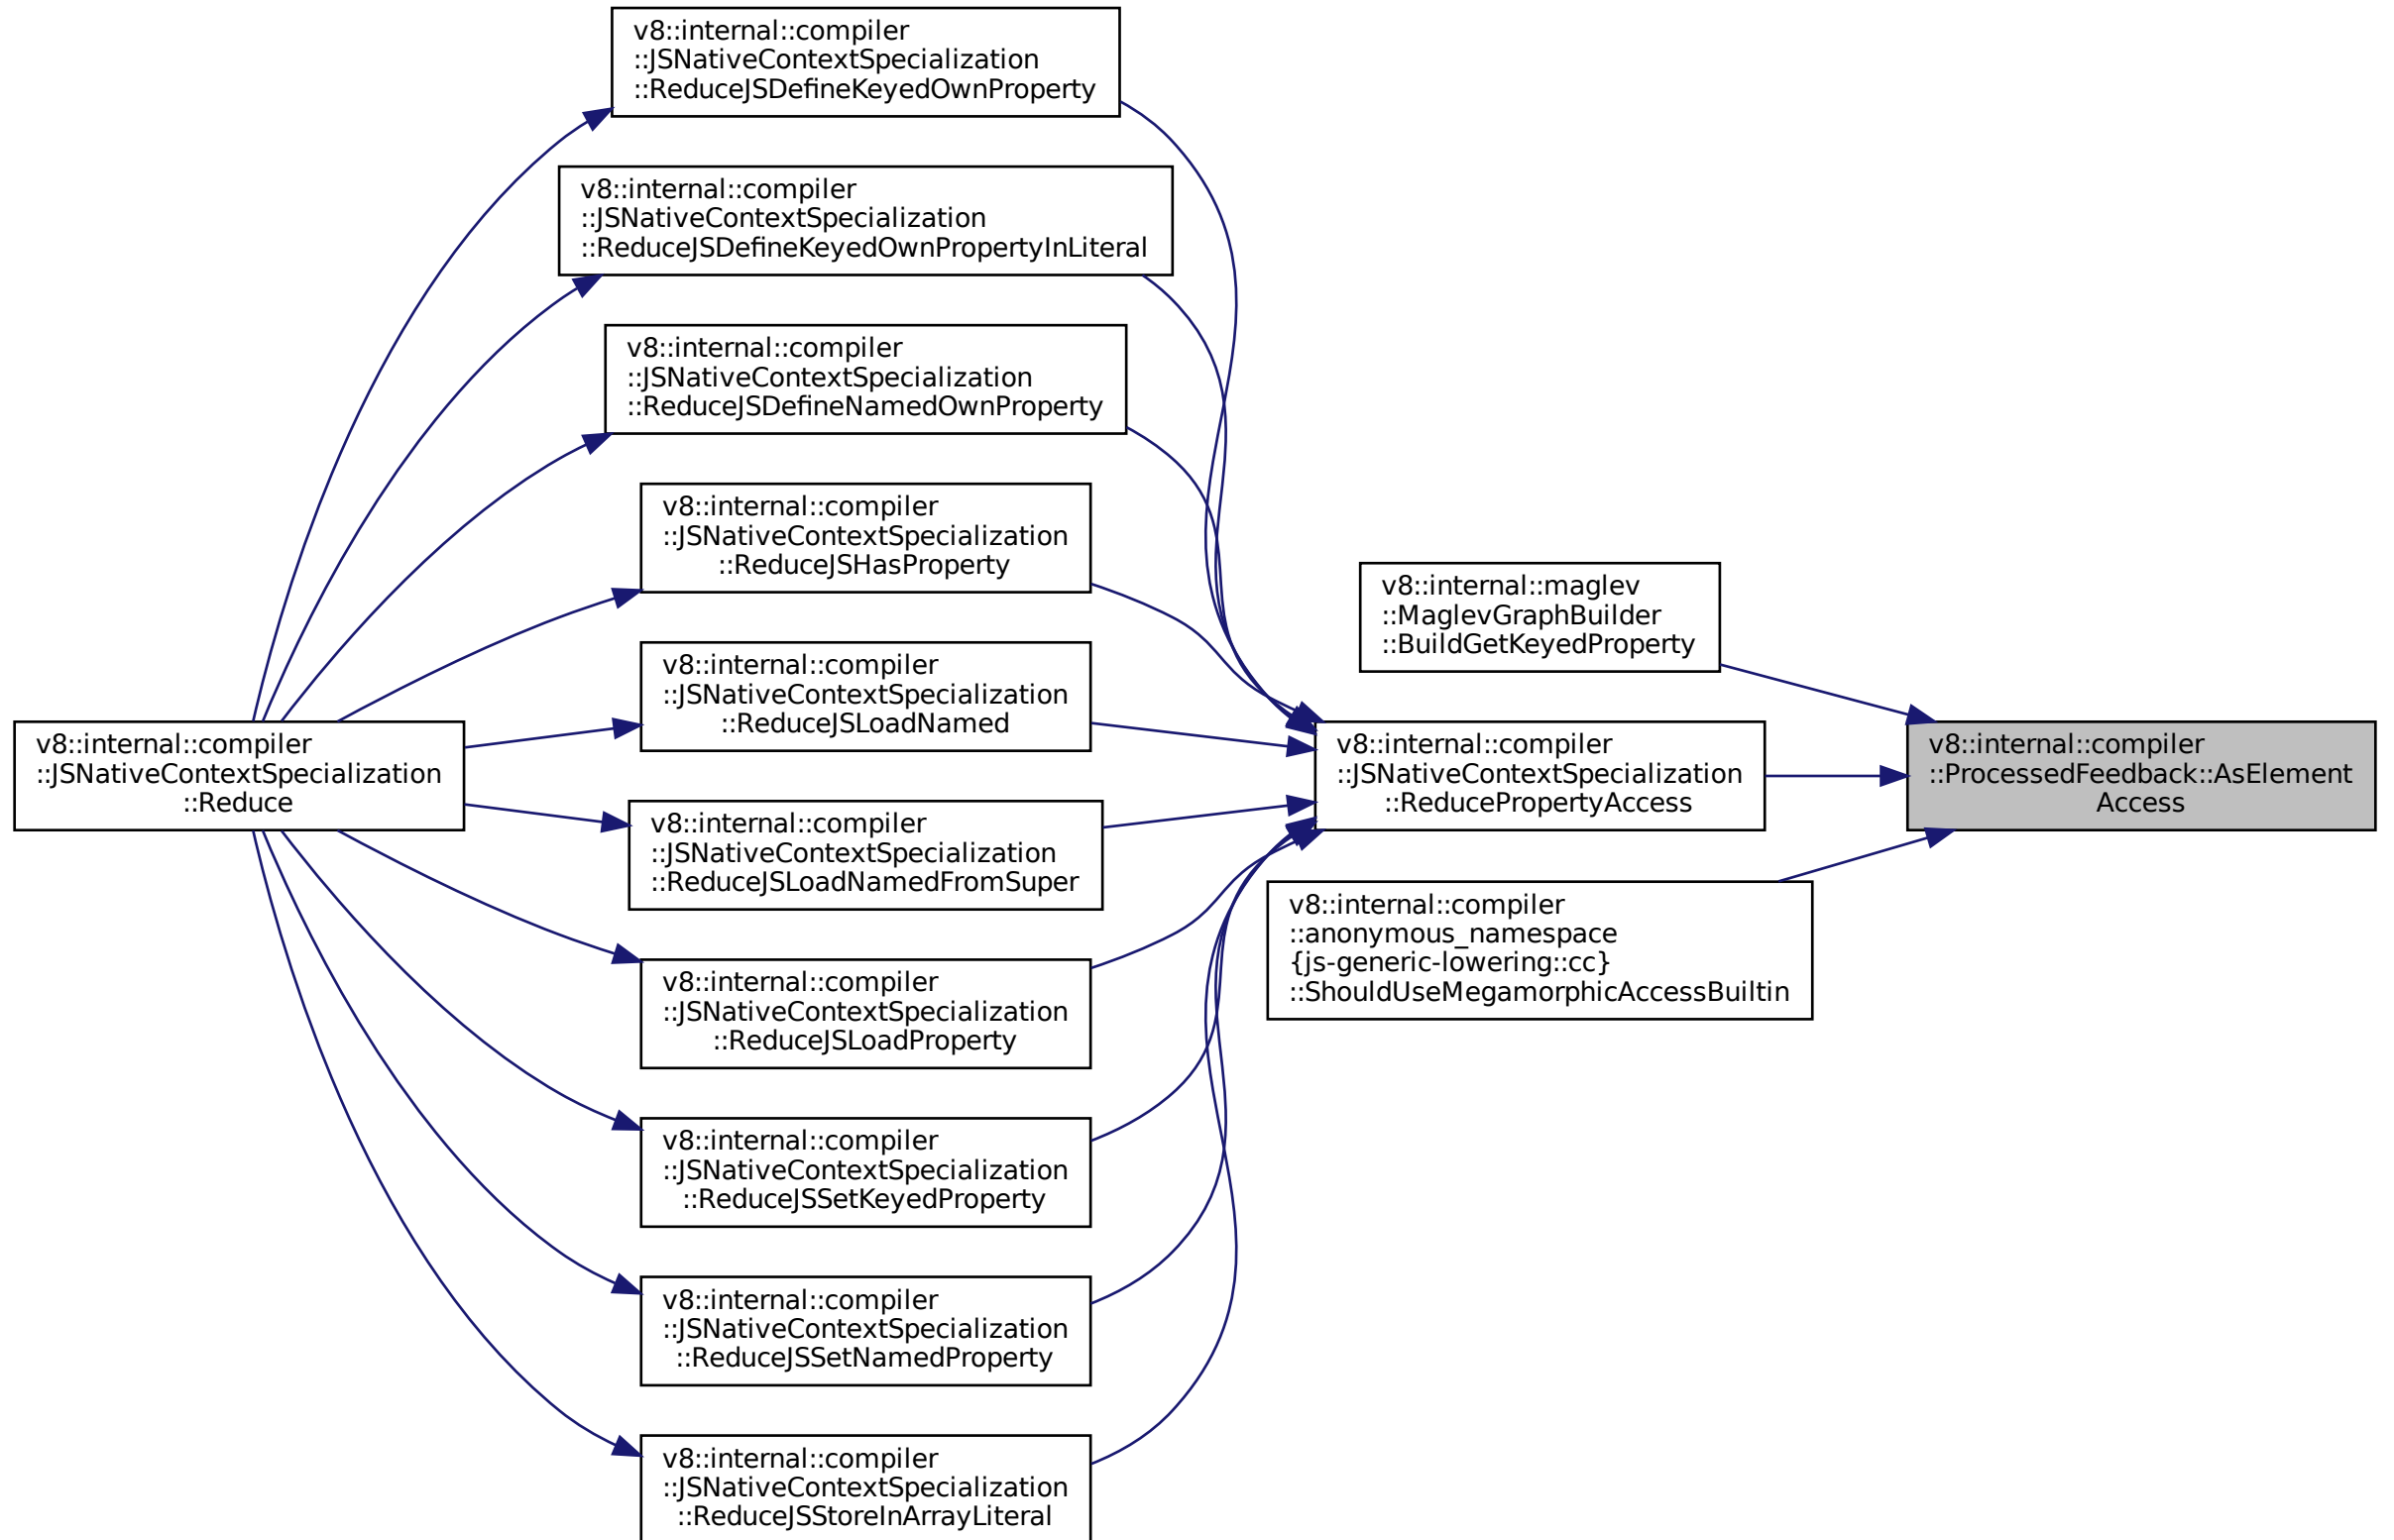 v8::internal::compiler
::JSNativeContextSpecialization
::ReduceJSDefineKeyedOwnProperty
v8::internal::compiler
::JSNativeContextSpecialization
::ReduceJSDefineKeyedOwnPropertyInLiteral
v8::internal::compiler
::JSNativeContextSpecialization
::ReduceJSDefineNamedOwnProperty
v8::internal::compiler
::JSNativeContextSpecialization
::ReduceJSHasProperty
v8::internal::compiler
::JSNativeContextSpecialization
::ReduceJSLoadNamed
v8::internal::compiler
::JSNativeContextSpecialization
::Reduce
v8::internal::compiler
::JSNativeContextSpecialization
::ReduceJSLoadNamedFromSuper
v8::internal::compiler
::JSNativeContextSpecialization
::ReduceJSLoadProperty
v8::internal::compiler
::JSNativeContextSpecialization
::ReduceJSSetKeyedProperty
v8::internal::compiler
::JSNativeContextSpecialization
::ReduceJSSetNamedProperty
v8::internal::compiler
::JSNativeContextSpecialization
::ReduceJSStoreInArrayLiteral
v8::internal::maglev
::MaglevGraphBuilder
::BuildGetKeyedProperty
v8::internal::compiler
::JSNativeContextSpecialization
::ReducePropertyAccess
v8::internal::compiler
::anonymous_namespace
{js-generic-lowering::cc}
::ShouldUseMegamorphicAccessBuiltin
v8::internal::compiler
::ProcessedFeedback::AsElement
Access